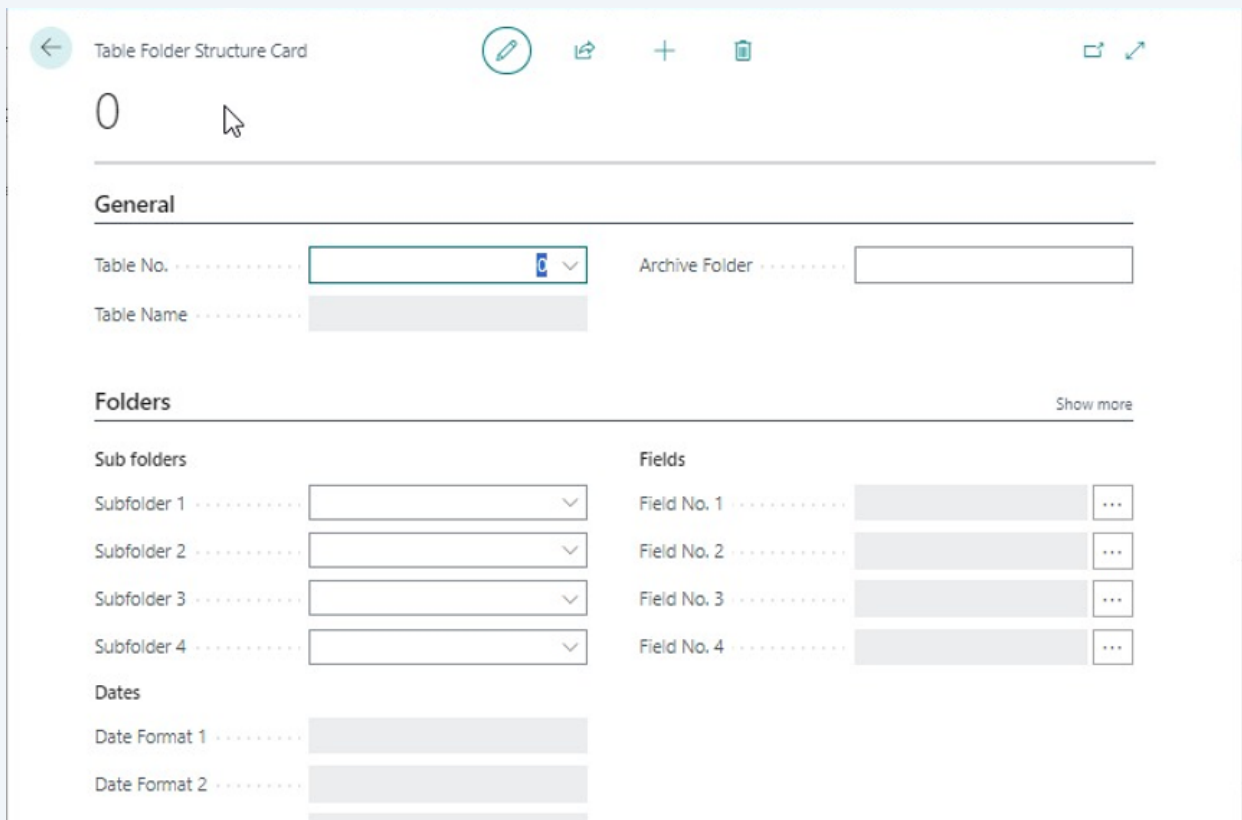 Table Folder Structure Card
0
General
Table No. 0 Archive Folder
Table Name
Folders Show more
Sub folders Fields
Subfolder 1 Field No. 1
Subfolder 2 Field No. 2
Subfolder 3 Field No. 3
Subfolder 4 Field No. 4
Dates
Date Format 1
Date Format 2